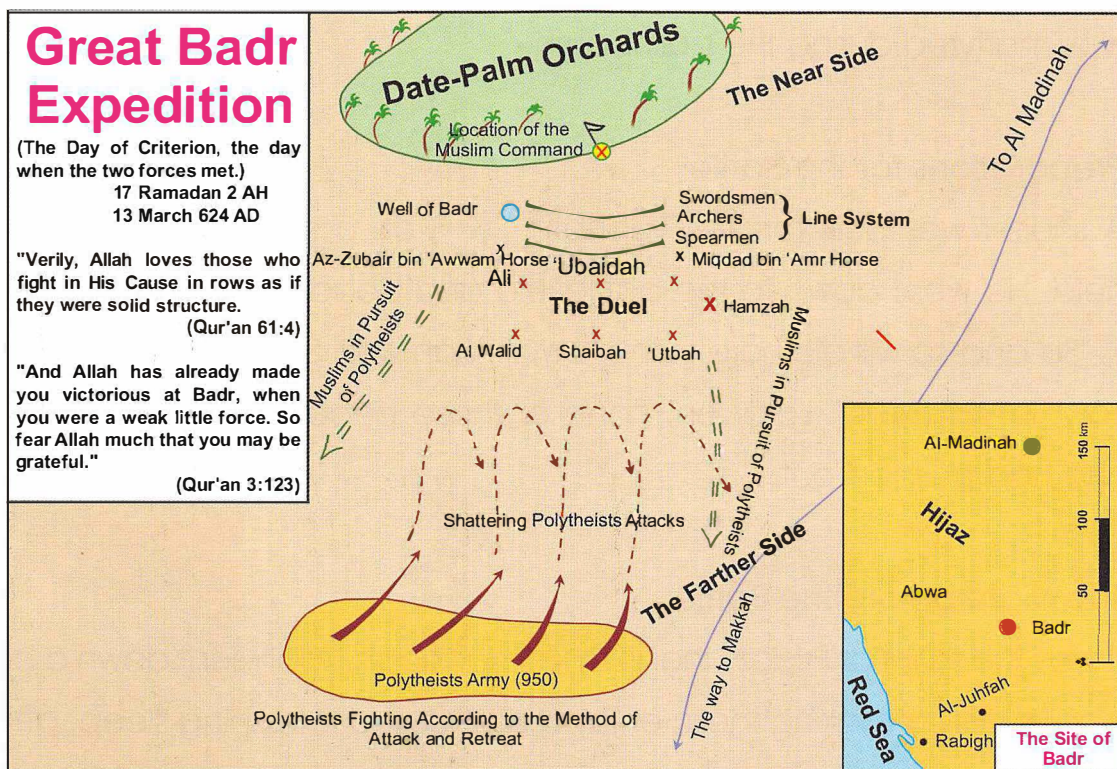 Great Badr
Expedition
(The Day of Criterion, the day
when the two forces met.)
17 Ramadan 2 AH
13 March 624 AD
"Verily, Allah loves those who
fight in His Cause in rows as if
they were solid structure.
(Qur'an 61:4)
"And Allah has already made
you victorious at Badr, when
you were a weak little force. So
fear Allah much that you may be
grateful."
(Qur'an 3:123)
Date-Palm Orchards
The Near Side
Location of the
Muslim Command
To Al Madinah
Well of Badr
Swordsmen
Archers
Spearmen
Line System
Az-Zubair bin 'Awwam Horse
'Ubaidah
Miqdad bin 'Amr Horse
Ali
The Duel
Hamzah
Al Walid
Shaibah
'Utbah
Muslims in Pursuit
of Polytheists
Muslims in Pursuit of Polytheists
Shattering Polytheists Attacks
The Farther Side
Polytheists Army (950)
Polytheists Fighting According to the Method of
Attack and Retreat
The way to Makkah
Al-Madinah
Hijaz
Abwa
Badr
Red Sea
Al-Juhfah
Rabigh
150 km
100
50
The Site of
Badr